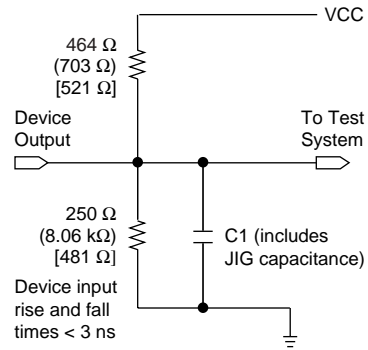 VCC
464 Ω
(703 Ω)
[521 Ω]
Device
Output
To Test
System
250 Ω
(8.06 kΩ)
[481 Ω]
C1 (includes
JIG capacitance)
Device input
rise and fall
times < 3 ns